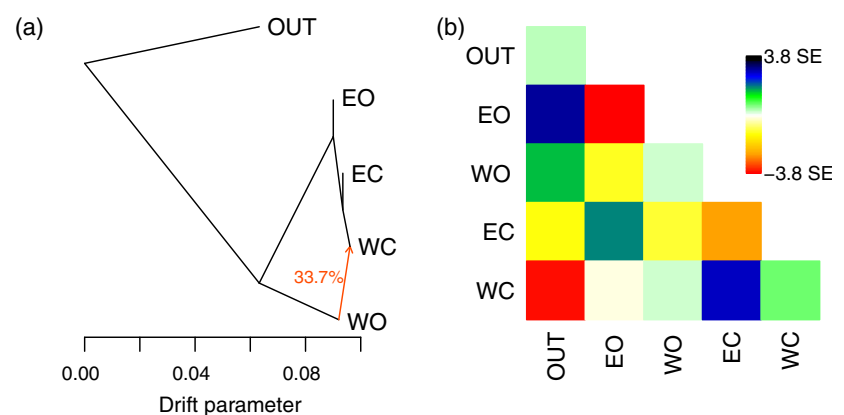 (a)
OUT
EO
EC
WC
33.7%
WO
0.00 0.04 0.08
Drift parameter
(b)
OUT
EO
WO
EC
WC
3.8 SE
−3.8 SE
OUT EO WO EC WC